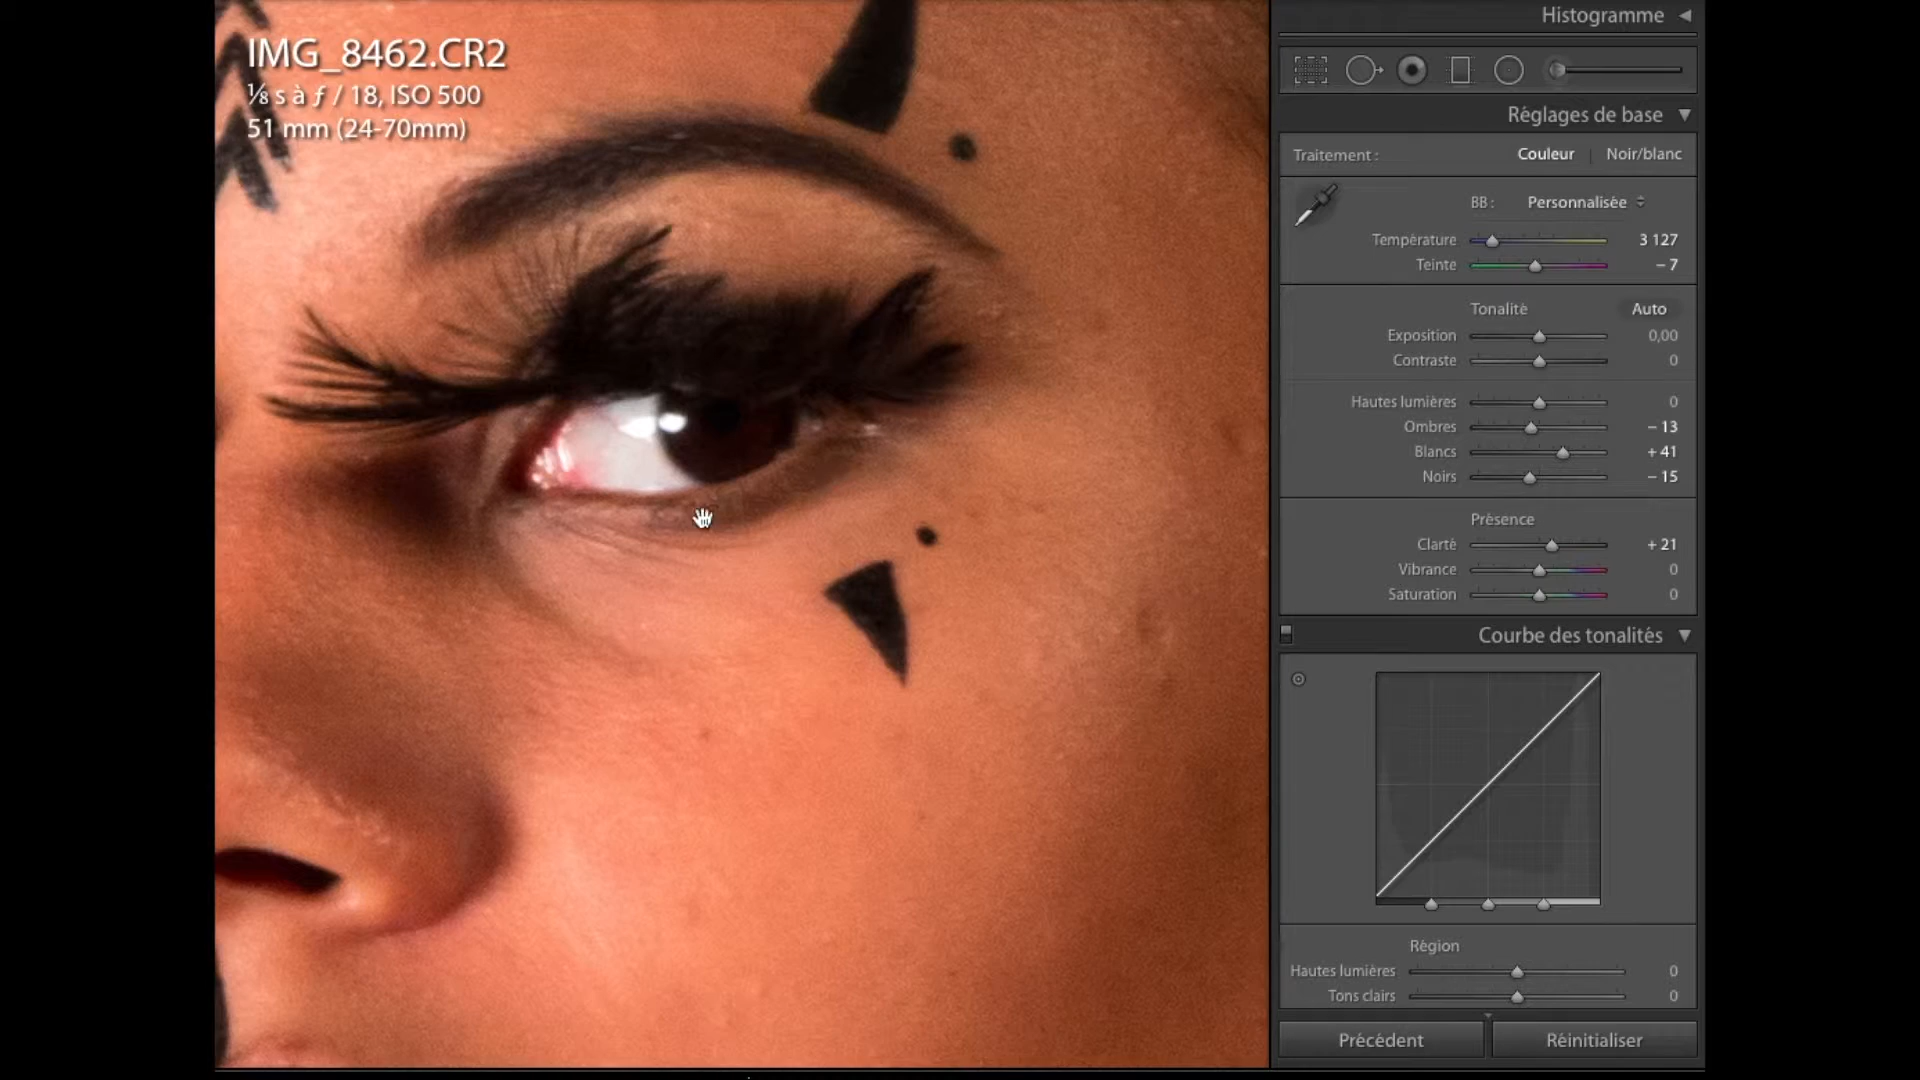 IMG_8462.CR2
⅛ s à ƒ / 18, ISO 500
51 mm (24-70mm)
Histogramme
Réglages de base
Traitement : Couleur Noir/blanc
BB : Personnalisée
Température 3 127
Teinte – 7
Tonalité Auto
Exposition 0,00
Contraste 0
Hautes lumières 0
Ombres – 13
Blancs + 41
Noirs – 15
Présence
Clarté + 21
Vibrance 0
Saturation 0
Courbe des tonalités
Région
Hautes lumières 0
Tons clairs 0
Précédent Réinitialiser